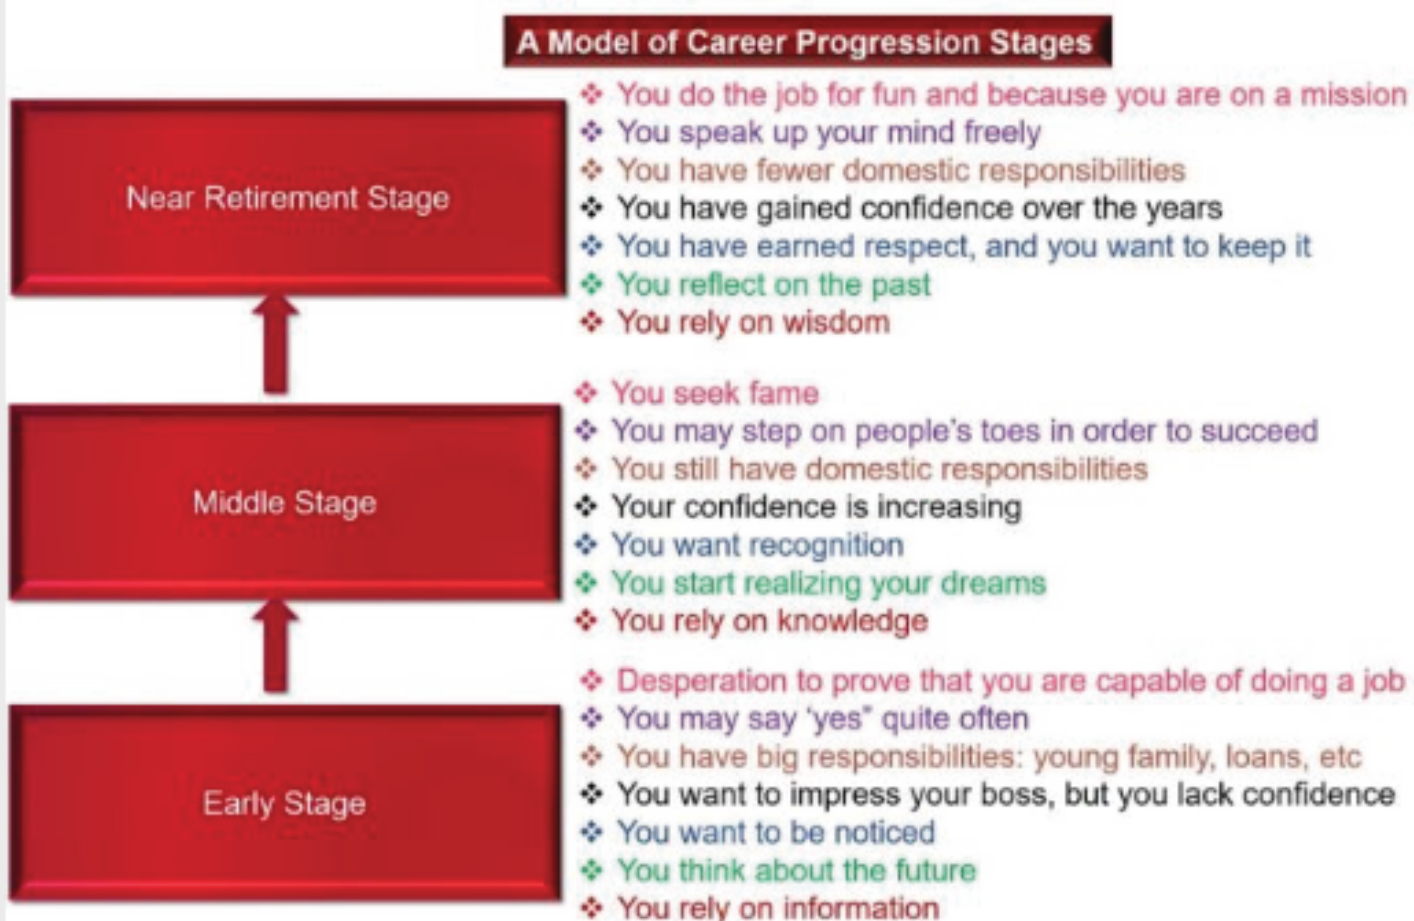 A Model of Career Progression Stages
Near Retirement Stage
❖ You do the job for fun and because you are on a mission
❖ You speak up your mind freely
❖ You have fewer domestic responsibilities
❖ You have gained confidence over the years
❖ You have earned respect, and you want to keep it
❖ You reflect on the past
❖ You rely on wisdom
Middle Stage
❖ You seek fame
❖ You may step on people's toes in order to succeed
❖ You still have domestic responsibilities
❖ Your confidence is increasing
❖ You want recognition
❖ You start realizing your dreams
❖ You rely on knowledge
Early Stage
❖ Desperation to prove that you are capable of doing a job
❖ You may say 'yes" quite often
❖ You have big responsibilities: young family, loans, etc
❖ You want to impress your boss, but you lack confidence
❖ You want to be noticed
❖ You think about the future
❖ You rely on information